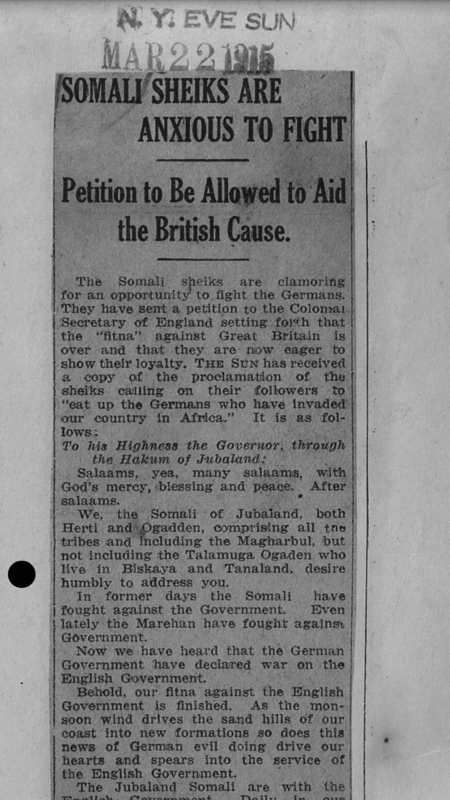 N. Y. EVE SUN
MAR 22 1915
SOMALI SHEIKS ARE
ANXIOUS TO FIGHT
Petition to Be Allowed to Aid
the British Cause.
The Somali sheiks are clamoring
for an opportunity to fight the Germans.
They have sent a petition to the Colonial
Secretary of England setting forth that
the "fitna" against Great Britain is
over and that they are now eager to
show their loyalty. THE SUN has received
a copy of the proclamation of the
sheiks calling on their followers to
"eat up the Germans who have invaded
our country in Africa." It is as fol-
lows:
To his Highness the Governor, through
the Hakum of Jubaland:
Salaams, yea, many salaams, with
God's mercy, blessing and peace. After
salaams.
We, the Somali of Jubaland, both
Herti and Ogadden, comprising all the
tribes and including the Magharbul, but
not including the Talamuga Ogaden who
live in Biskaya and Tanaland, desire
humbly to address you.
In former days the Somali have
fought against the Government. Even
lately the Marehan have fought against
Government.
Now we have heard that the German
Government have declared war on the
English Government.
Behold, our fitna against the English
Government is finished. As the mon-
soon wind drives the sand hills of our
coast into new formations so does this
news of German evil doing drive our
hearts and spears into the service of
the English Government.
The Jubaland Somali are with the
English Government. Daily in our